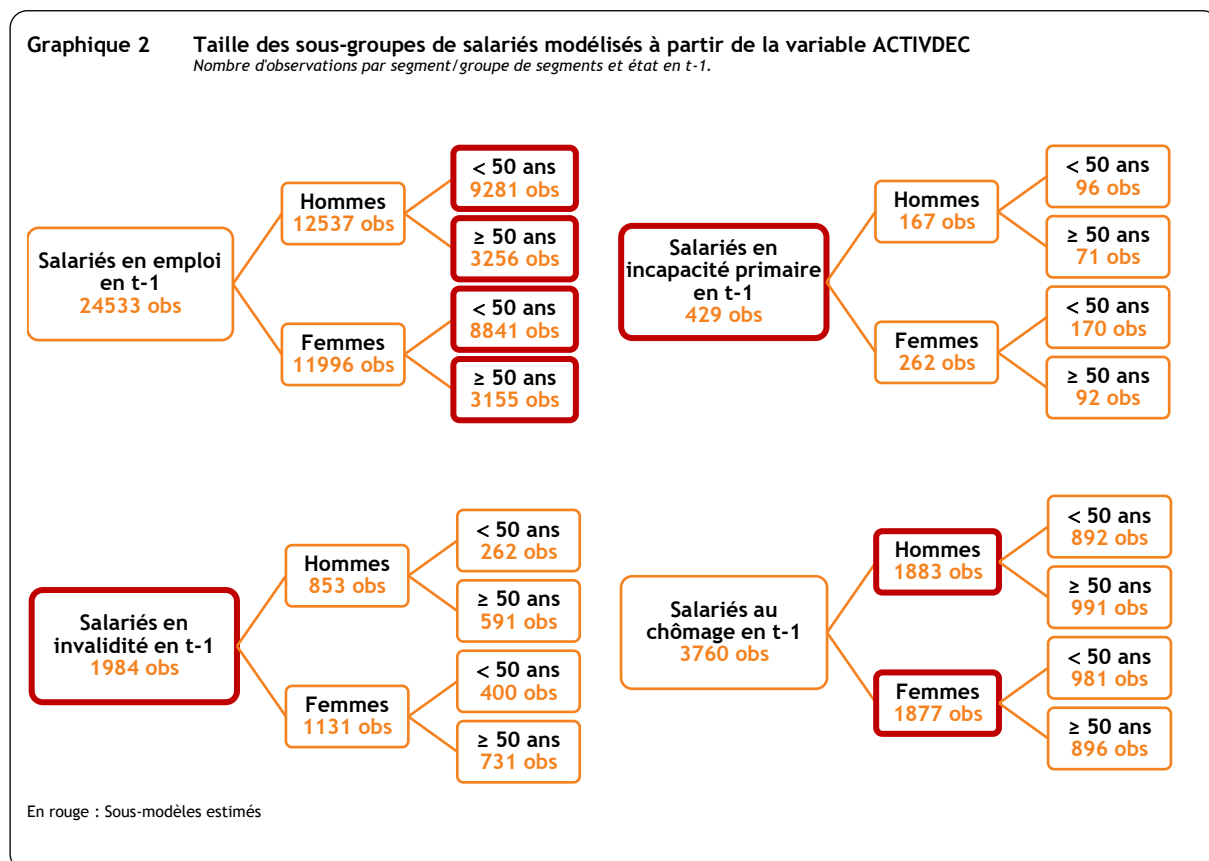 Graphique 2 Taille des sous-groupes de salariés modélisés à partir de la variable ACTIVDEC
Nombre d'observations par segment/groupe de segments et état en t-1.
Salariés en emploi
en t-1
24533 obs
Hommes
12537 obs
< 50 ans
9281 obs
≥ 50 ans
3256 obs
Femmes
11996 obs
< 50 ans
8841 obs
≥ 50 ans
3155 obs
Salariés en
incapacité primaire
en t-1
429 obs
Hommes
167 obs
< 50 ans
96 obs
≥ 50 ans
71 obs
Femmes
262 obs
< 50 ans
170 obs
≥ 50 ans
92 obs
Salariés en
invalidité en t-1
1984 obs
Hommes
853 obs
< 50 ans
262 obs
≥ 50 ans
591 obs
Femmes
1131 obs
< 50 ans
400 obs
≥ 50 ans
731 obs
Salariés au
chômage en t-1
3760 obs
Hommes
1883 obs
< 50 ans
892 obs
≥ 50 ans
991 obs
Femmes
1877 obs
< 50 ans
981 obs
≥ 50 ans
896 obs
En rouge : Sous-modèles estimés